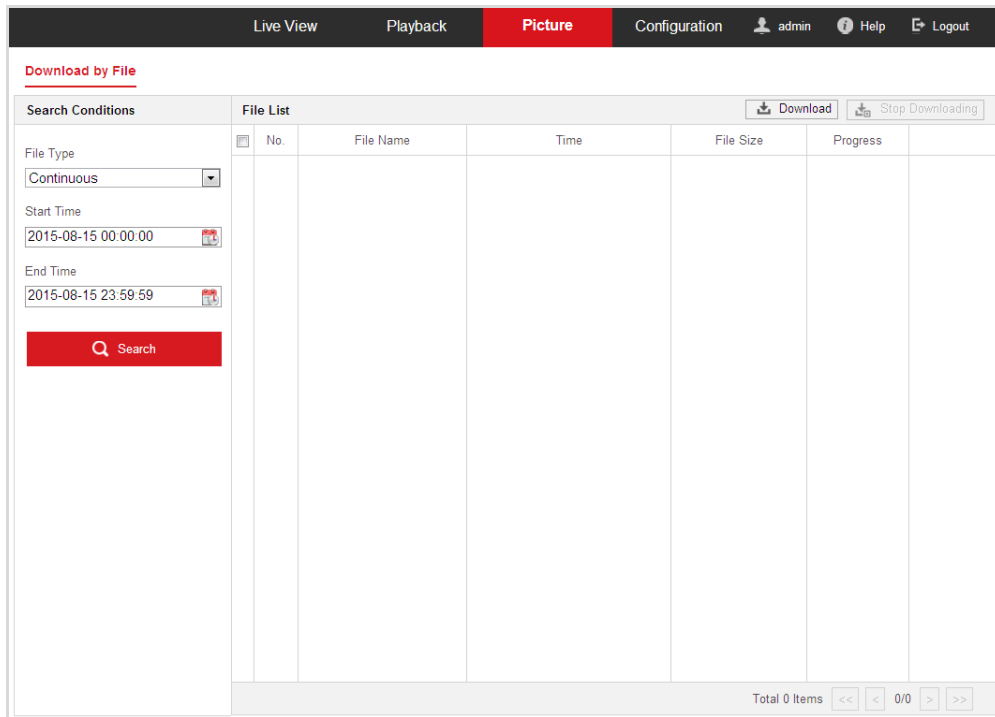 Live View Playback Picture Configuration admin Help Logout
Download by File
Search Conditions
File Type
Continuous
Start Time
2015-08-15 00:00:00
End Time
2015-08-15 23:59:59
Search
File List Download Stop Downloading
No. File Name Time File Size Progress
Total 0 Items << < 0/0 > >>